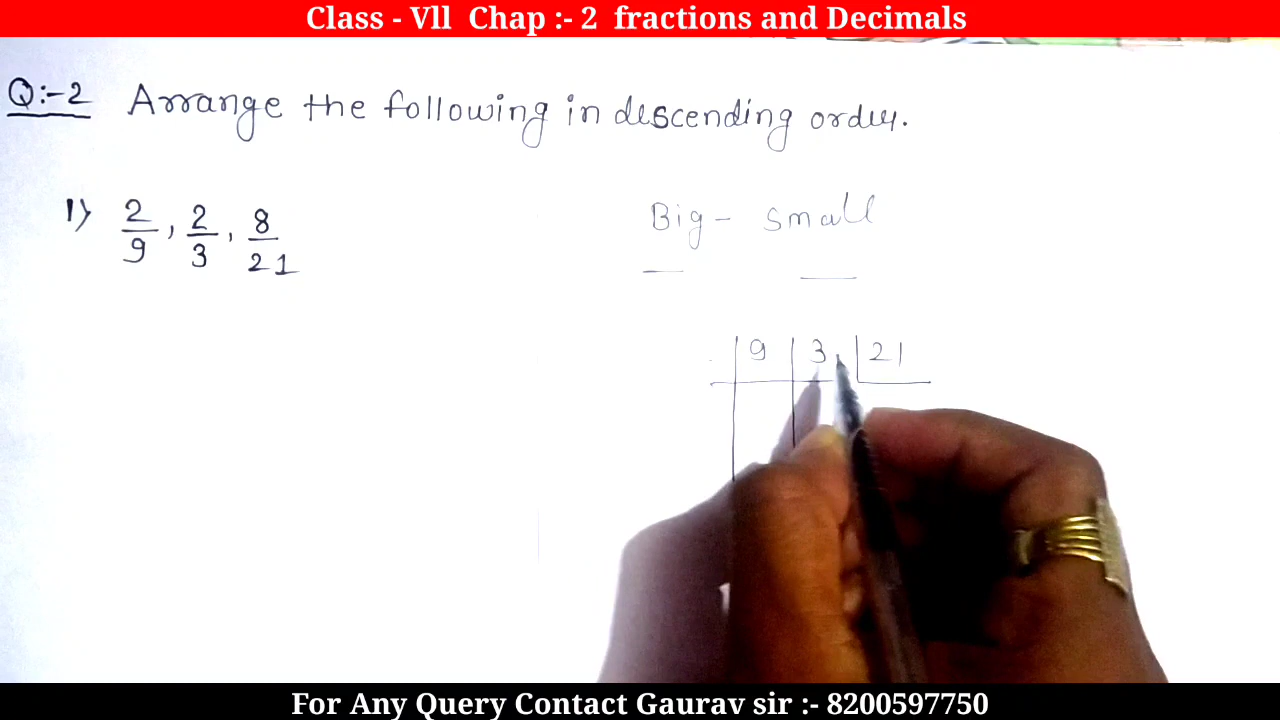 Class - Vll Chap :- 2 fractions and Decimals
Q:-2 Arrange the following in descending order.
1) 2/9, 2/3, 8/21
Big - small
9 3 21
For Any Query Contact Gaurav sir :- 8200597750